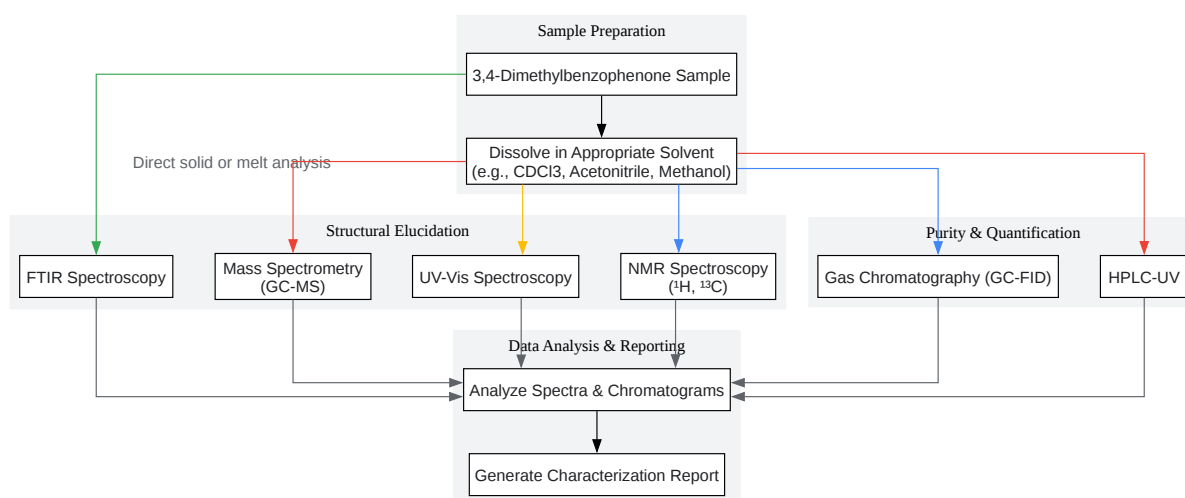 Sample Preparation
3,4-Dimethylbenzophenone Sample
Dissolve in Appropriate Solvent
(e.g., CDCl3, Acetonitrile, Methanol)
Direct solid or melt analysis
Structural Elucidation
Purity & Quantification
FTIR Spectroscopy
Mass Spectrometry
(GC-MS)
UV-Vis Spectroscopy
NMR Spectroscopy
(¹H, ¹³C)
Gas Chromatography (GC-FID)
HPLC-UV
Data Analysis & Reporting
Analyze Spectra & Chromatograms
Generate Characterization Report